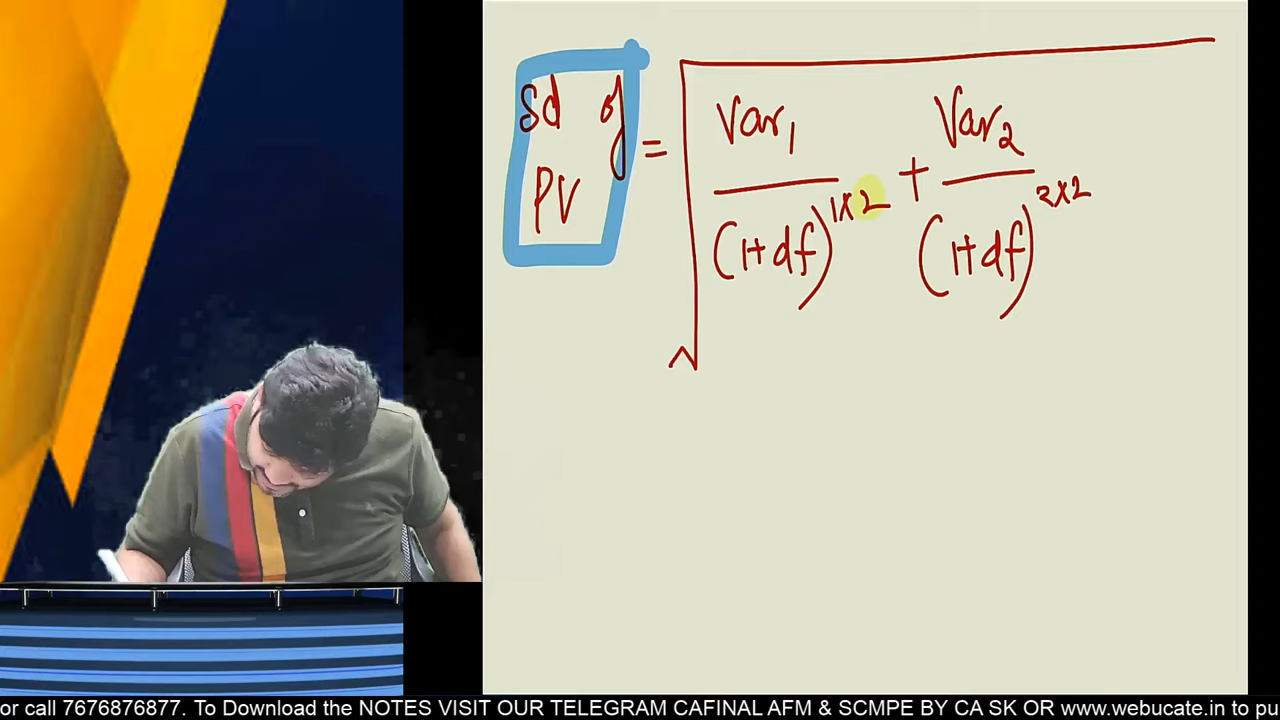 Sd of PV = √ Var₁ / (1+df)^1x2 + Var₂ / (1+df)^2x2
or call 7676876877. To Download the NOTES VISIT OUR TELEGRAM CAFINAL AFM & SCMPE BY CA SK OR www.webucate.in to pu